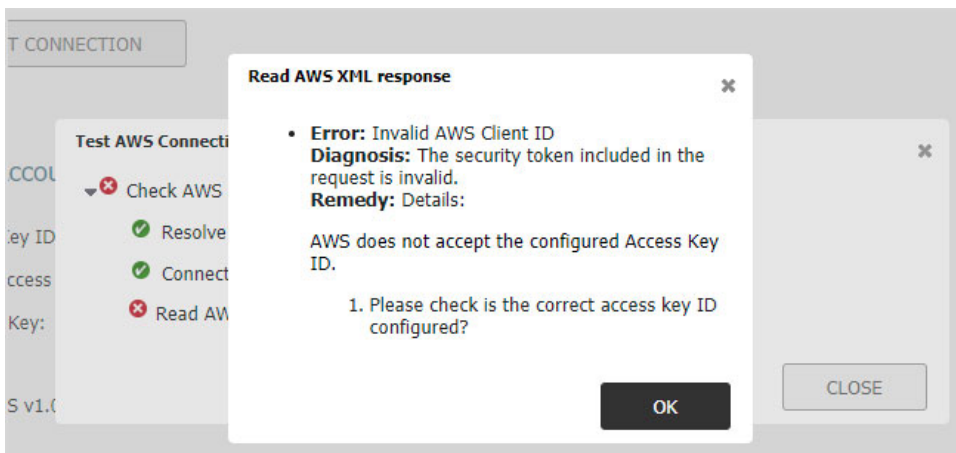 T CONNECTION
Read AWS XML response
Test AWS Connecti
• Error: Invalid AWS Client ID
Diagnosis: The security token included in the
request is invalid.
Remedy: Details:
AWS does not accept the configured Access Key
ID.
1. Please check is the correct access key ID
configured?
OK
Check AWS
Resolve
Connect
Read AW
CLOSE
CCOU
ey ID
ccess
Key:
S v1.0